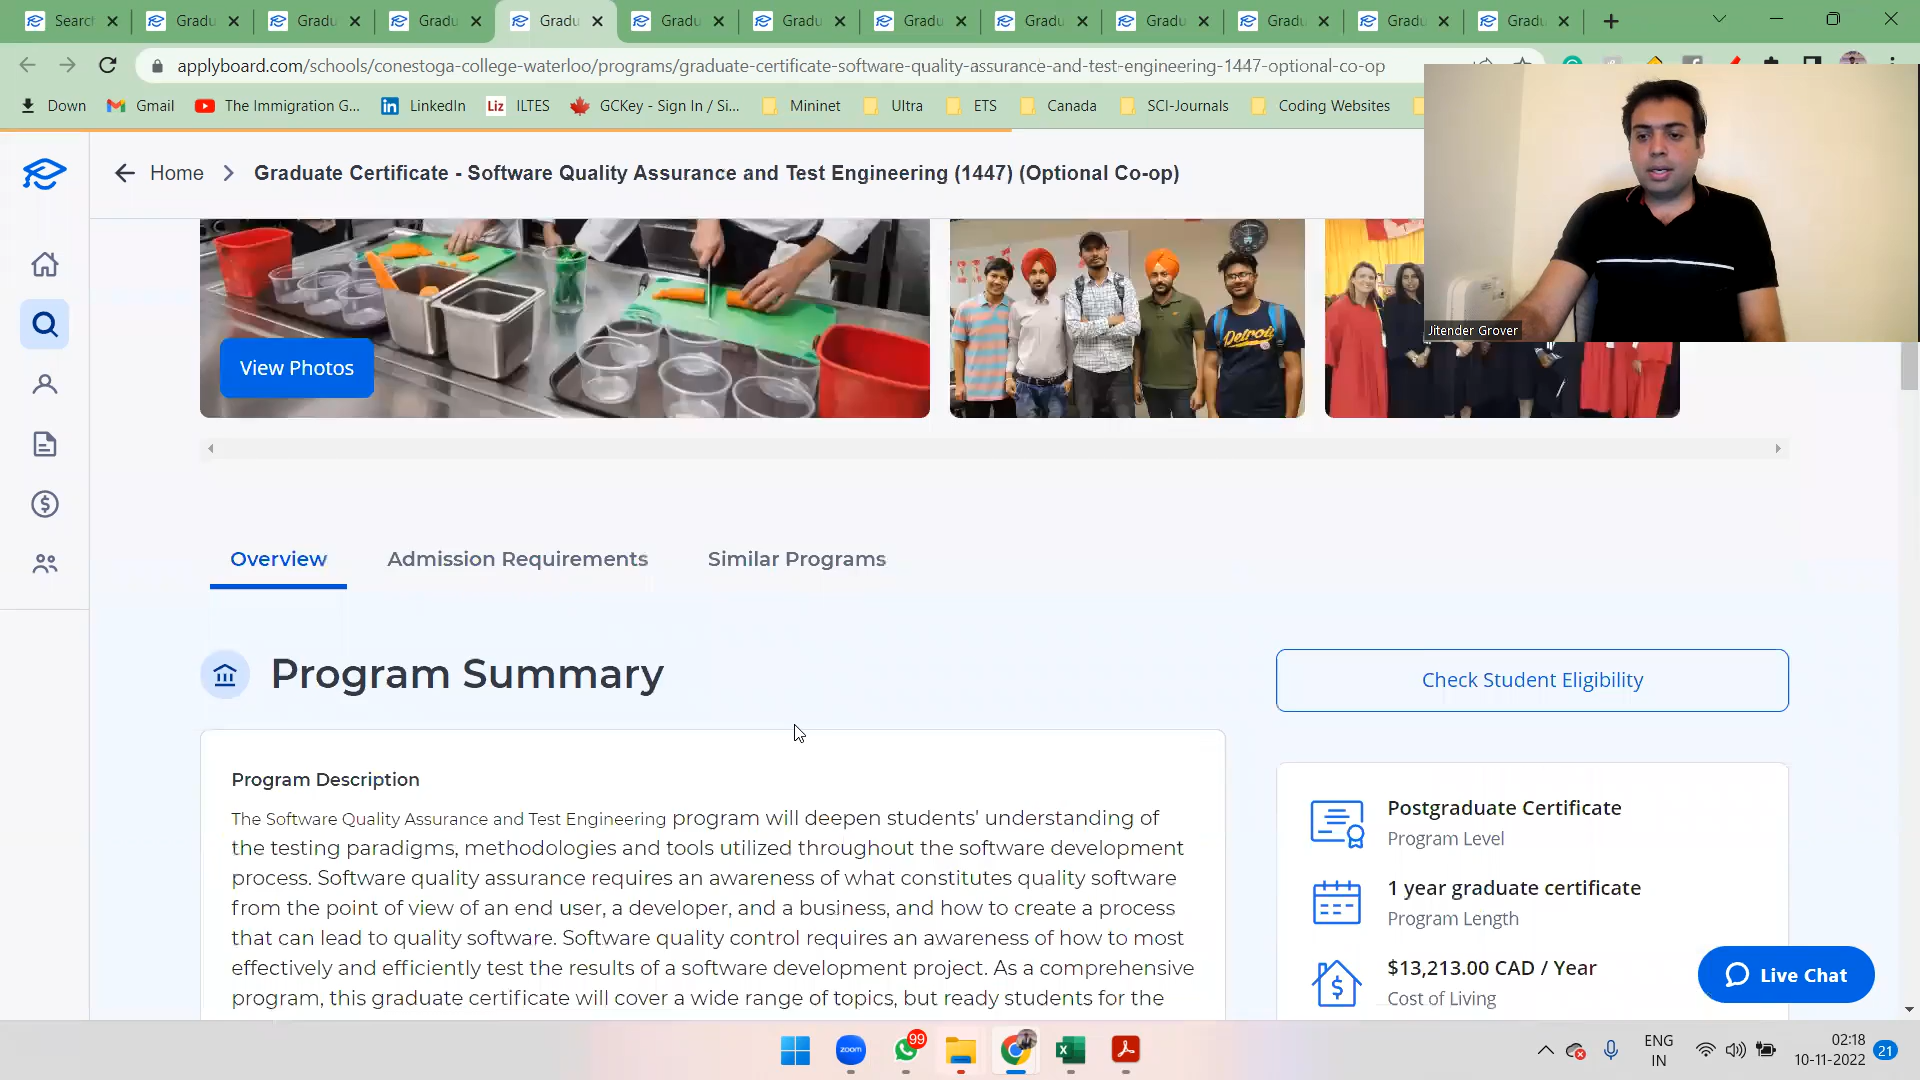 Search
Gradu
Gradu
Gradu
Gradu
Gradu
Gradu
Gradu
Gradu
Gradu
Gradu
Gradu
Gradu
applyboard.com/schools/conestoga-college-waterloo/programs/graduate-certificate-software-quality-assurance-and-test-engineering-1447-optional-co-op
Down
Gmail
The Immigration G...
LinkedIn
Liz ILTES
GCKey - Sign In / Si...
Mininet
Ultra
ETS
Canada
SCI-Journals
Coding Websites
Home
Graduate Certificate - Software Quality Assurance and Test Engineering (1447) (Optional Co-op)
View Photos
Detroit
Jitender Grover
Overview
Admission Requirements
Similar Programs
Program Summary
Check Student Eligibility
Program Description
The Software Quality Assurance and Test Engineering program will deepen students' understanding of
the testing paradigms, methodologies and tools utilized throughout the software development
process. Software quality assurance requires an awareness of what constitutes quality software
from the point of view of an end user, a developer, and a business, and how to create a process
that can lead to quality software. Software quality control requires an awareness of how to most
effectively and efficiently test the results of a software development project. As a comprehensive
program, this graduate certificate will cover a wide range of topics, but ready students for the
Postgraduate Certificate
Program Level
1 year graduate certificate
Program Length
$13,213.00 CAD / Year
Cost of Living
Live Chat
zoom
99
ENG
IN
02:18
10-11-2022
21